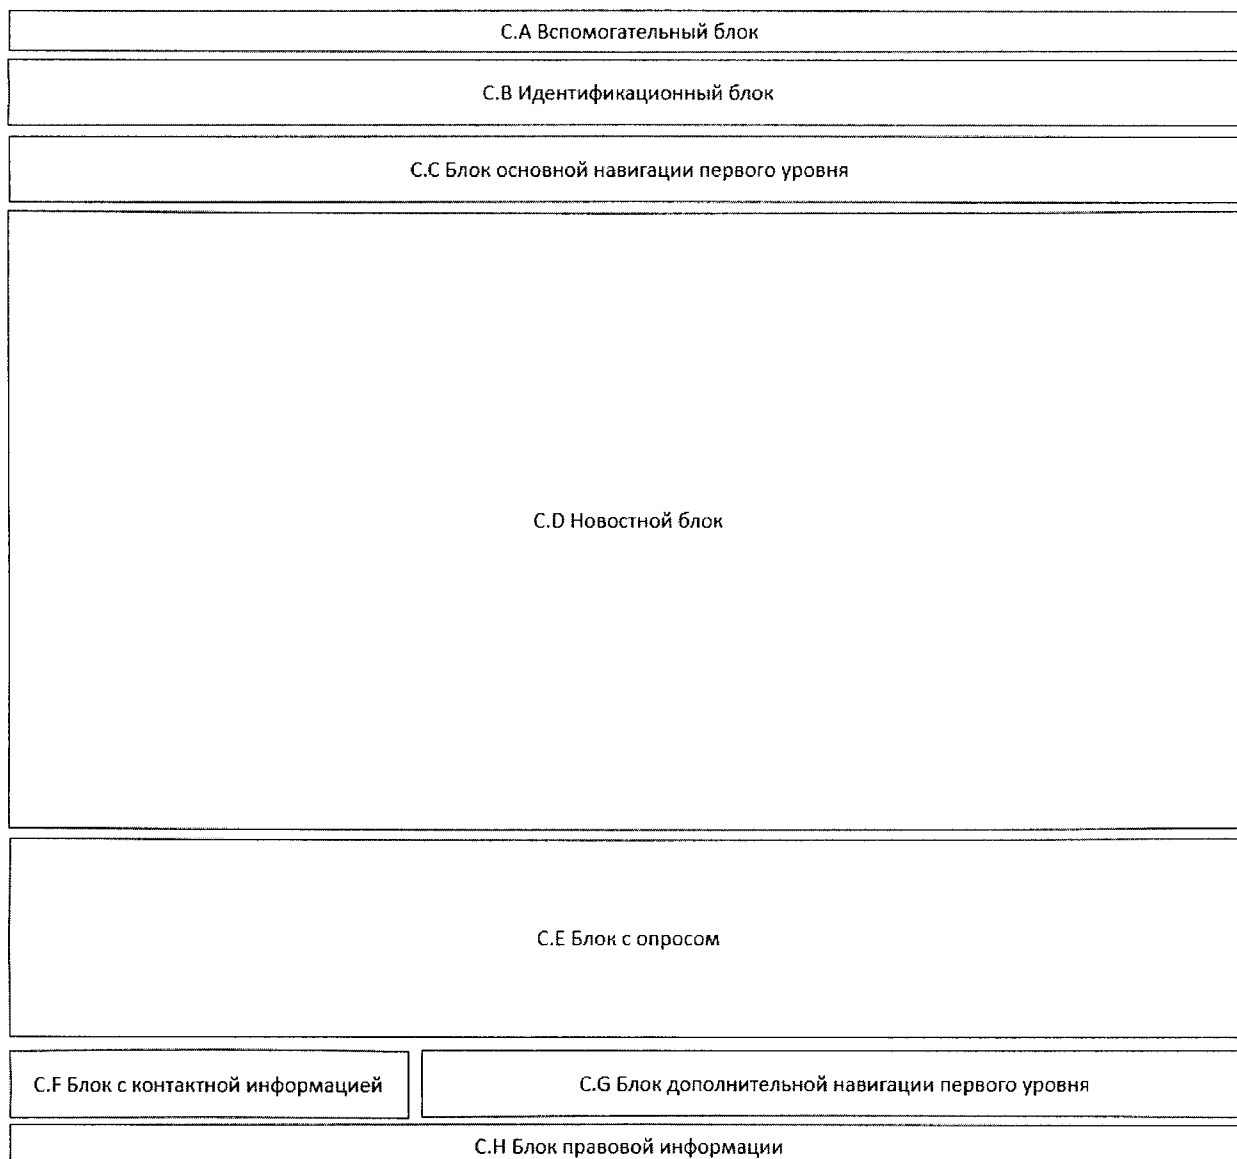 C.A Вспомогательный блок
C.B Идентификационный блок
C.C Блок основной навигации первого уровня
C.D Новостной блок
C.E Блок с опросом
C.F Блок с контактной информацией
C.G Блок дополнительной навигации первого уровня
C.H Блок правовой информации